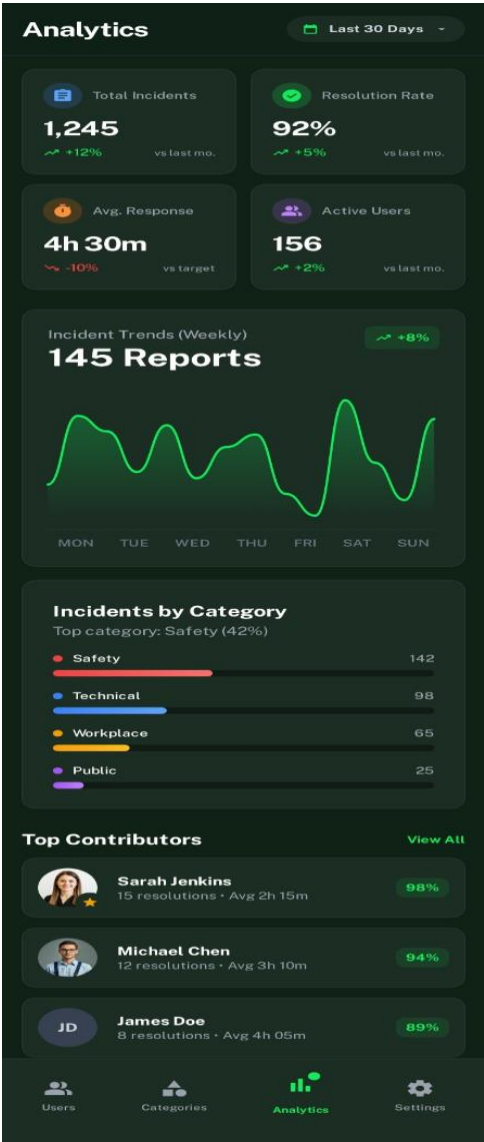 Analytics
Last 30 Days
Total Incidents
1,245
+12% vs last mo.
Resolution Rate
92%
+5% vs last mo.
Avg. Response
4h 30m
-10% vs target
Active Users
156
+2% vs last mo.
Incident Trends (Weekly)
145 Reports
+8%
MON TUE WED THU FRI SAT SUN
Incidents by Category
Top category: Safety (42%)
Safety 142
Technical 98
Workplace 65
Public 25
Top Contributors View All
Sarah Jenkins
15 resolutions • Avg 2h 15m
98%
Michael Chen
12 resolutions • Avg 3h 10m
94%
JD
James Doe
8 resolutions • Avg 4h 05m
89%
Users Categories Analytics Settings